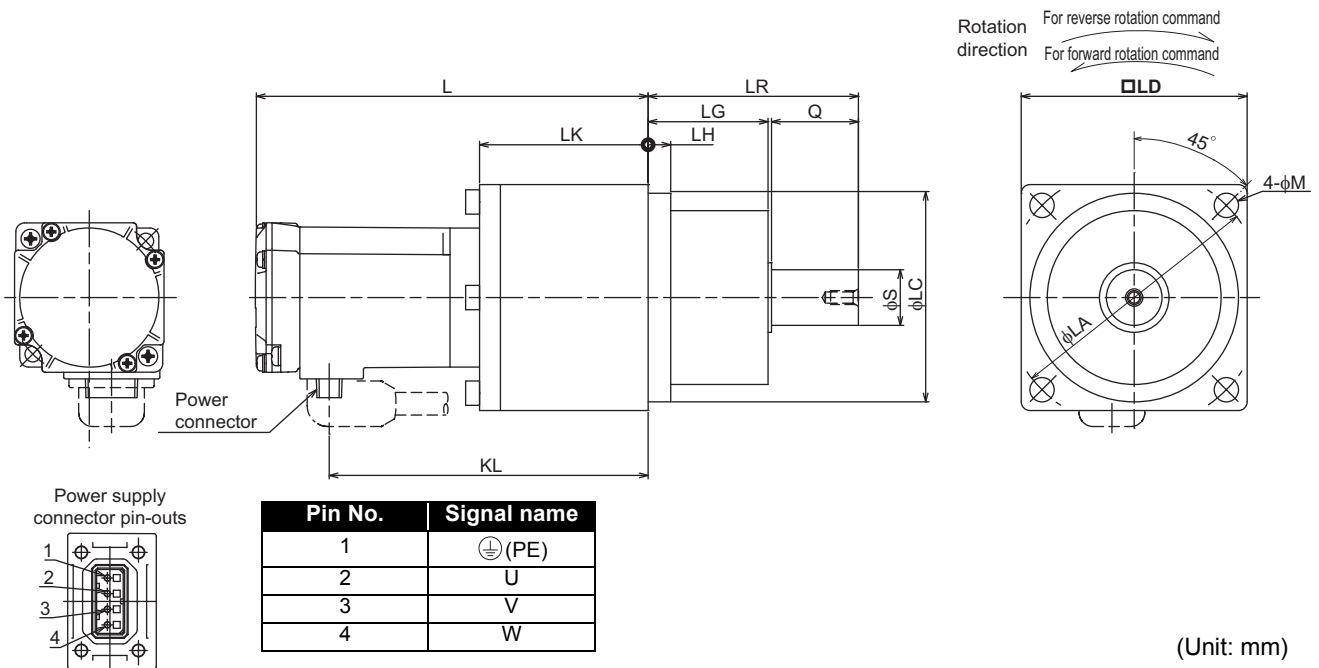 Rotation direction
For reverse rotation command
For forward rotation command
L
LR
□LD
LG
Q
LK
LH
45°
4-ϕM
ϕS
ϕLC
ϕLA
Power
connector
KL
Power supply
connector pin-outs
1
2
3
4
Pin No. Signal name
1 ⏚(PE)
2 U
3 V
4 W
(Unit: mm)